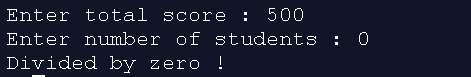 Enter total score : 500
Enter number of students : 0
Divided by zero !